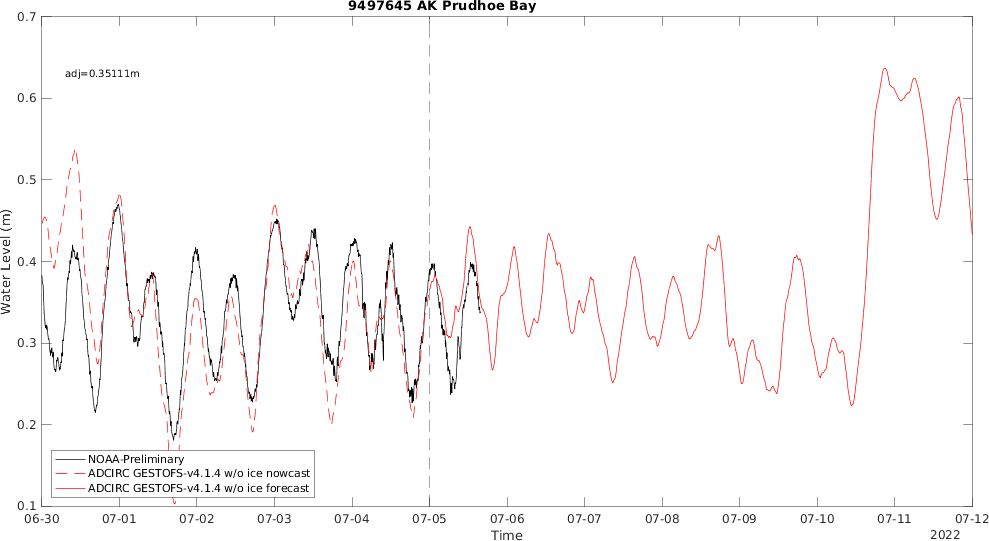 9497645 AK Prudhoe Bay
0.7
adj=0.35111m
0.6
0.5
0.4
0.3
0.2
0.1
Water Level (m)
NOAA-Preliminary
ADCIRC GESTOFS-v4.1.4 w/o ice nowcast
ADCIRC GESTOFS-v4.1.4 w/o ice forecast
06-30 07-01 07-02 07-03 07-04 07-05 07-06 07-07 07-08 07-09 07-10 07-11 07-12
Time
2022